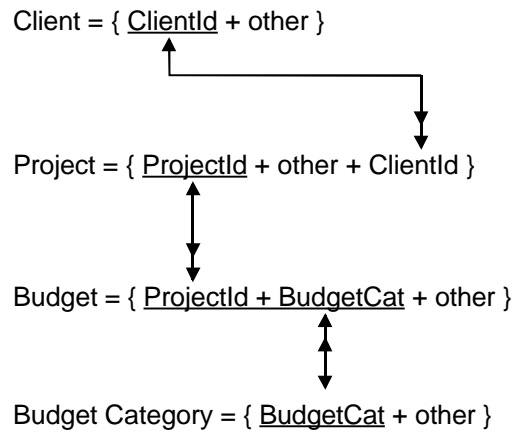 Client = { ClientId + other }
Project = { ProjectId + other + ClientId }
Budget = { ProjectId + BudgetCat + other }
Budget Category = { BudgetCat + other }